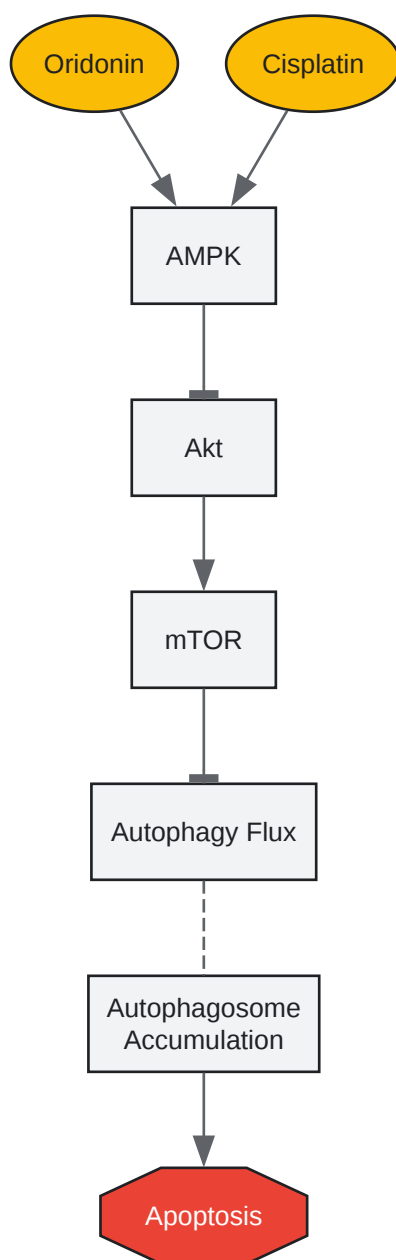 Oridonin
Cisplatin
AMPK
Akt
mTOR
Autophagy Flux
Autophagosome
Accumulation
Apoptosis